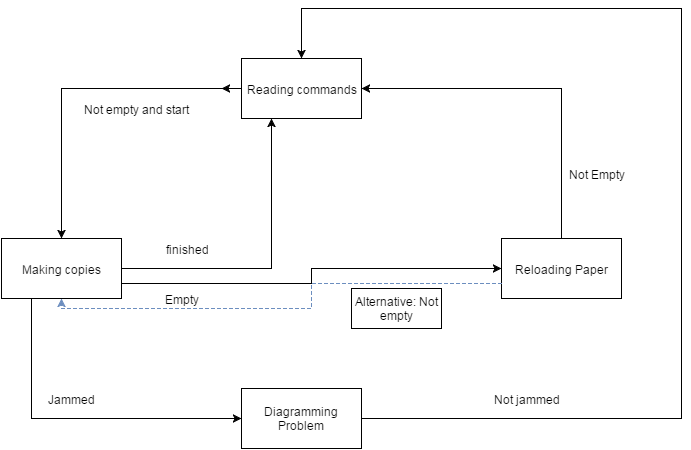 Reading commands
Not empty and start
Not Empty
finished
Making copies
Reloading Paper
Empty
Alternative: Not
empty
Jammed
Not jammed
Diagramming
Problem